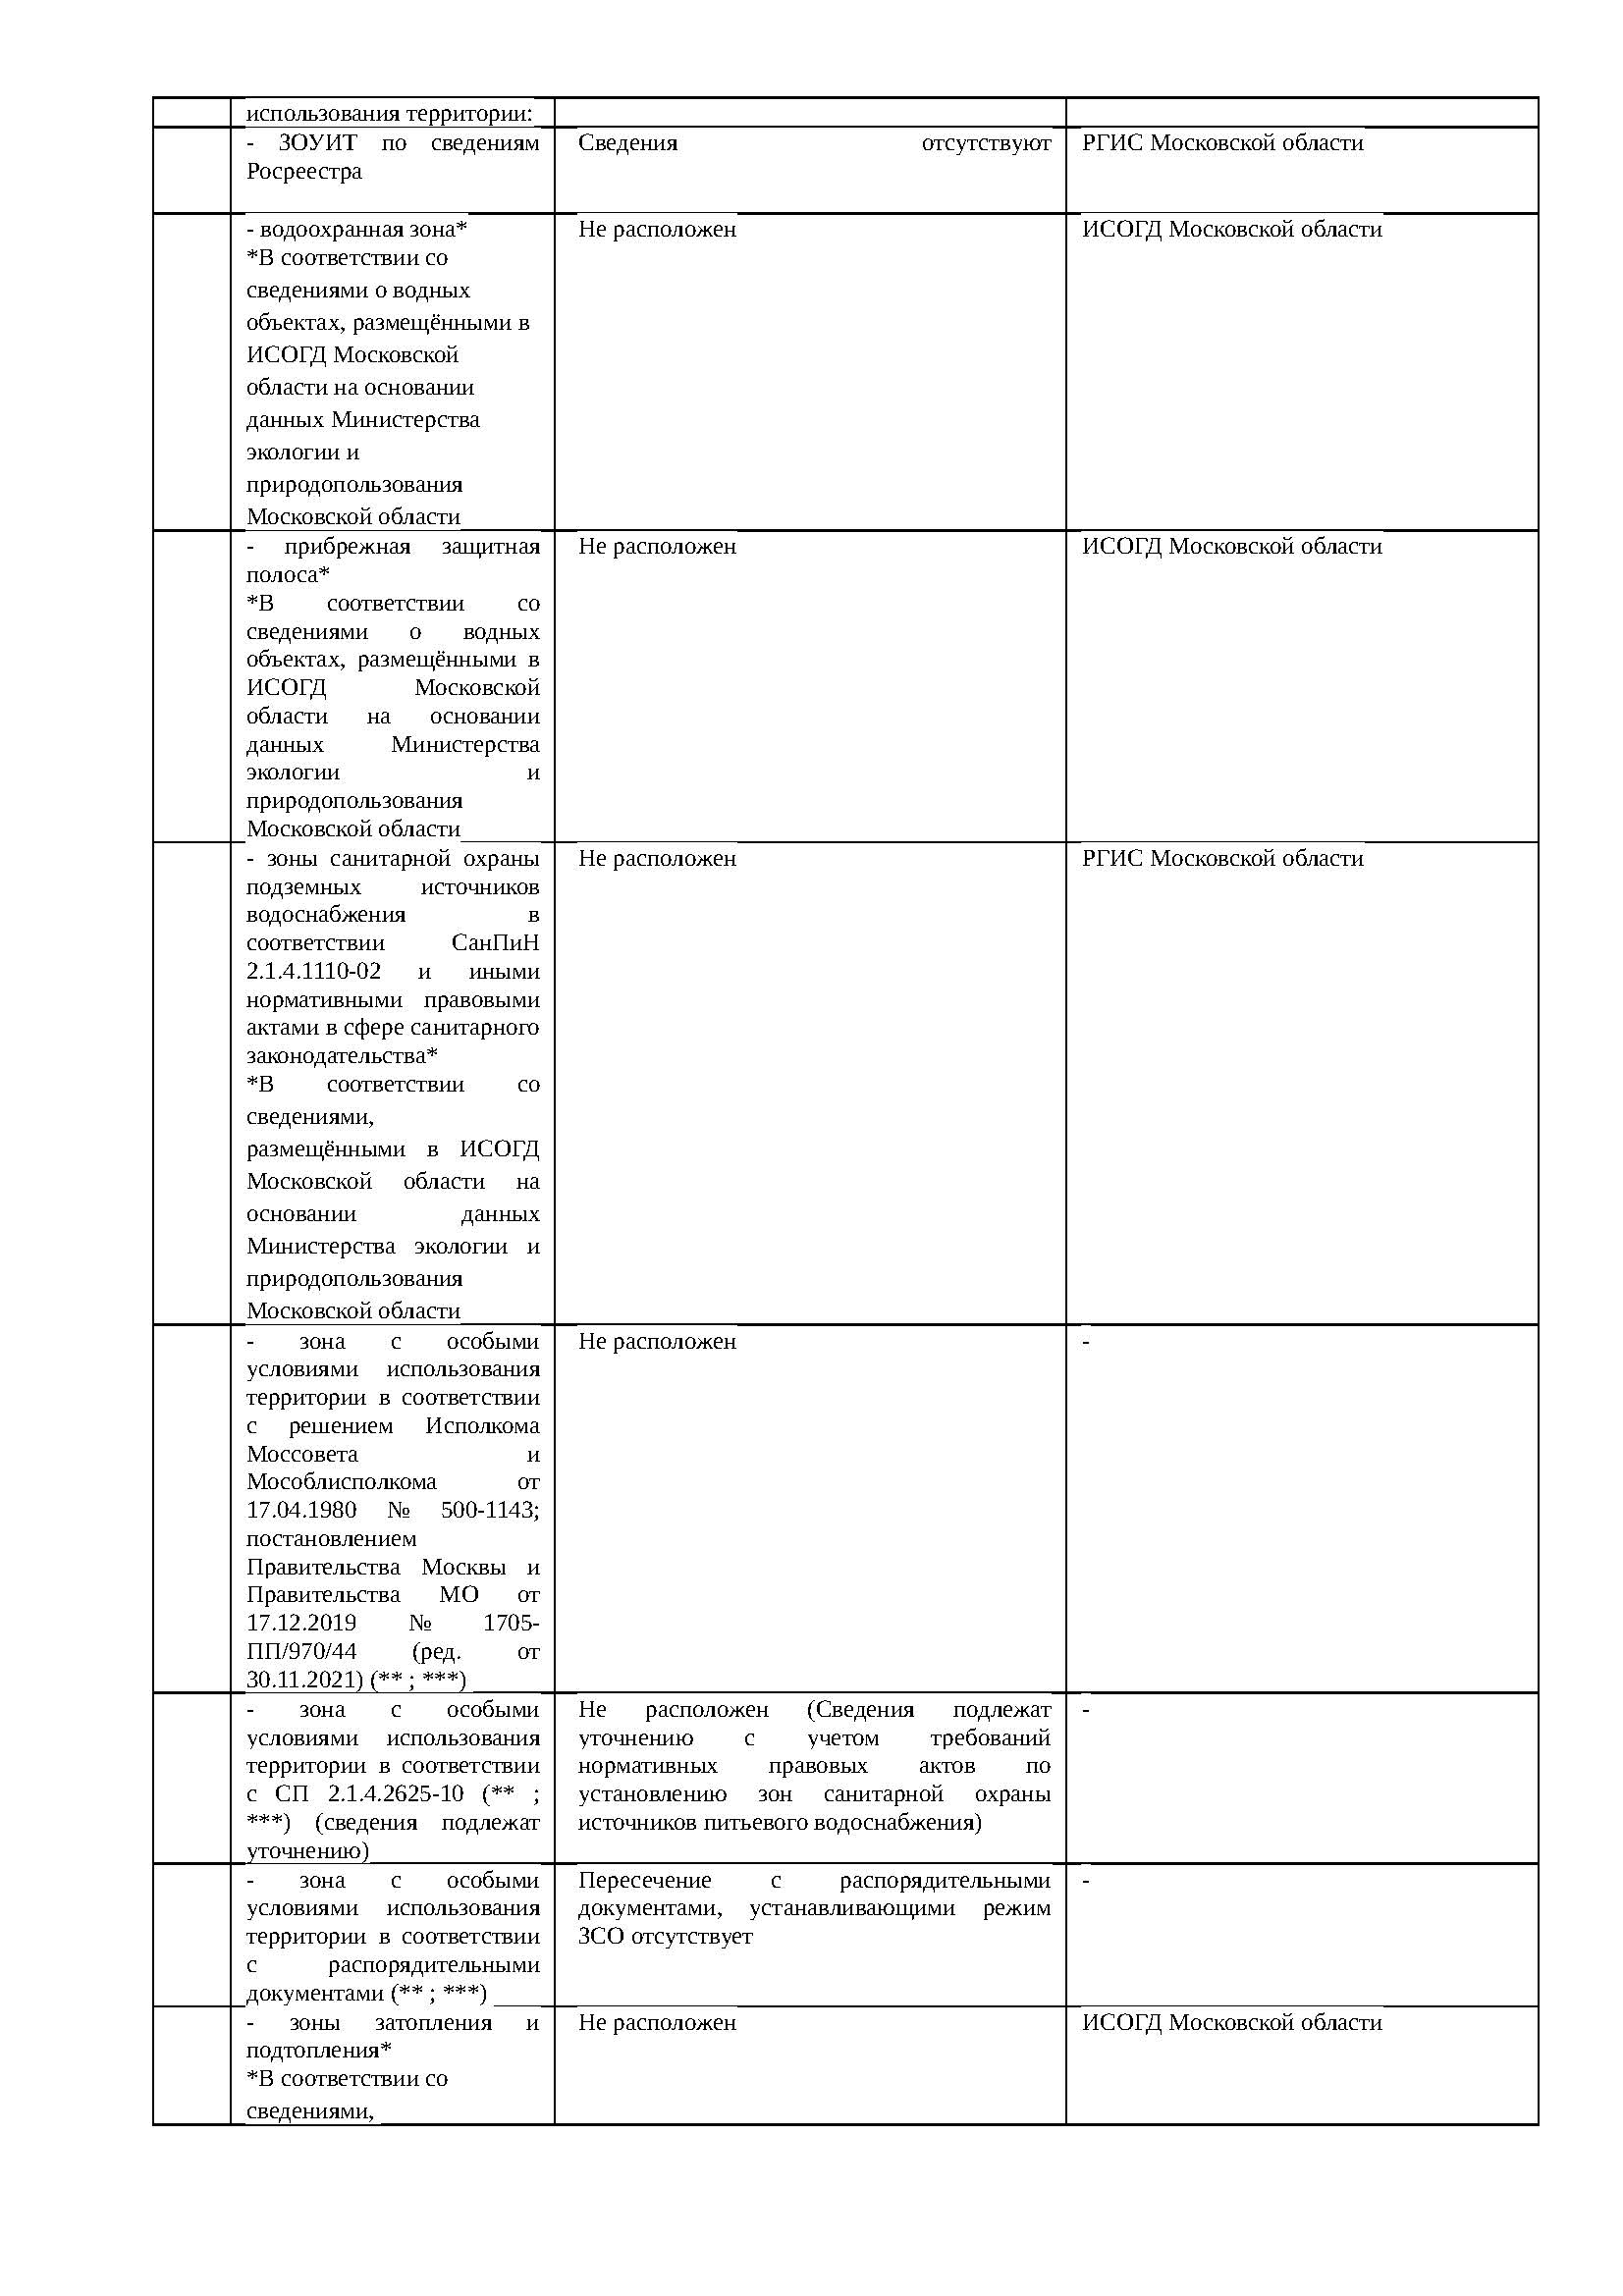 использования территории:
- ЗОУИТ по сведениям
Росреестра
Сведения отсутствуют
РГИС Московской области
- водоохранная зона*
*В соответствии со
сведениями о водных
объектах, размещёнными в
ИСОГД Московской
области на основании
данных Министерства
экологии и
природопользования
Московской области
Не расположен
ИСОГД Московской области
- прибрежная защитная
полоса*
*В соответствии со
сведениями о водных
объектах, размещёнными в
ИСОГД Московской
области на основании
данных Министерства
экологии и
природопользования
Московской области
Не расположен
ИСОГД Московской области
- зоны санитарной охраны
подземных источников
водоснабжения в
соответствии СанПиН
2.1.4.1110-02 и иными
нормативными правовыми
актами в сфере санитарного
законодательства*
*В соответствии со
сведениями,
размещёнными в ИСОГД
Московской области на
основании данных
Министерства экологии и
природопользования
Московской области
Не расположен
РГИС Московской области
- зона с особыми
условиями использования
территории в соответствии
с решением Исполкома
Моссовета и
Мособлисполкома от
17.04.1980 № 500-1143;
постановлением
Правительства Москвы и
Правительства МО от
17.12.2019 № 1705-
ПП/970/44 (ред. от
30.11.2021) (** ; ***)
Не расположен
-
- зона с особыми
условиями использования
территории в соответствии
с СП 2.1.4.2625-10 (** ;
***) (сведения подлежат
уточнению)
Не расположен (Сведения подлежат
уточнению с учетом требований
нормативных правовых актов по
установлению зон санитарной охраны
источников питьевого водоснабжения)
-
- зона с особыми
условиями использования
территории в соответствии
с распорядительными
документами (** ; ***)
Пересечение с распорядительными
документами, устанавливающими режим
ЗСО отсутствует
-
- зоны затопления и
подтопления*
*В соответствии со
сведениями,
Не расположен
ИСОГД Московской области